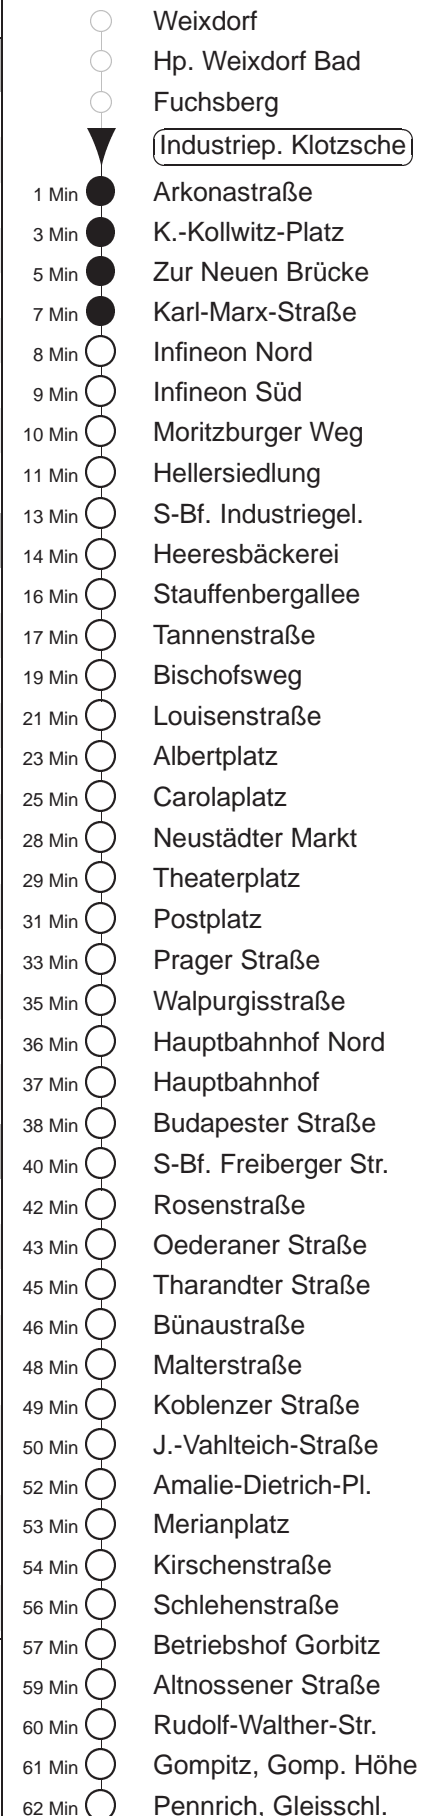 Weixdorf
Hp. Weixdorf Bad
Fuchsberg
Industriep. Klotzsche
1 Min Arkonastraße
3 Min K.-Kollwitz-Platz
5 Min Zur Neuen Brücke
7 Min Karl-Marx-Straße
8 Min Infineon Nord
9 Min Infineon Süd
10 Min Moritzburger Weg
11 Min Hellersiedlung
13 Min S-Bf. Industriegel.
14 Min Heeresbäckerei
16 Min Stauffenbergallee
17 Min Tannenstraße
19 Min Bischofsweg
21 Min Louisenstraße
23 Min Albertplatz
25 Min Carolaplatz
28 Min Neustädter Markt
29 Min Theaterplatz
31 Min Postplatz
33 Min Prager Straße
35 Min Walpurgisstraße
36 Min Hauptbahnhof Nord
37 Min Hauptbahnhof
38 Min Budapester Straße
40 Min S-Bf. Freiberger Str.
42 Min Rosenstraße
43 Min Oederaner Straße
45 Min Tharandter Straße
46 Min Bünaustraße
48 Min Malterstraße
49 Min Koblenzer Straße
50 Min J.-Vahlteich-Straße
52 Min Amalie-Dietrich-Pl.
53 Min Merianplatz
54 Min Kirschenstraße
56 Min Schlehenstraße
57 Min Betriebshof Gorbitz
59 Min Altnossener Straße
60 Min Rudolf-Walther-Str.
61 Min Gompitz, Gomp. Höhe
62 Min Pennrich, Gleisschl.